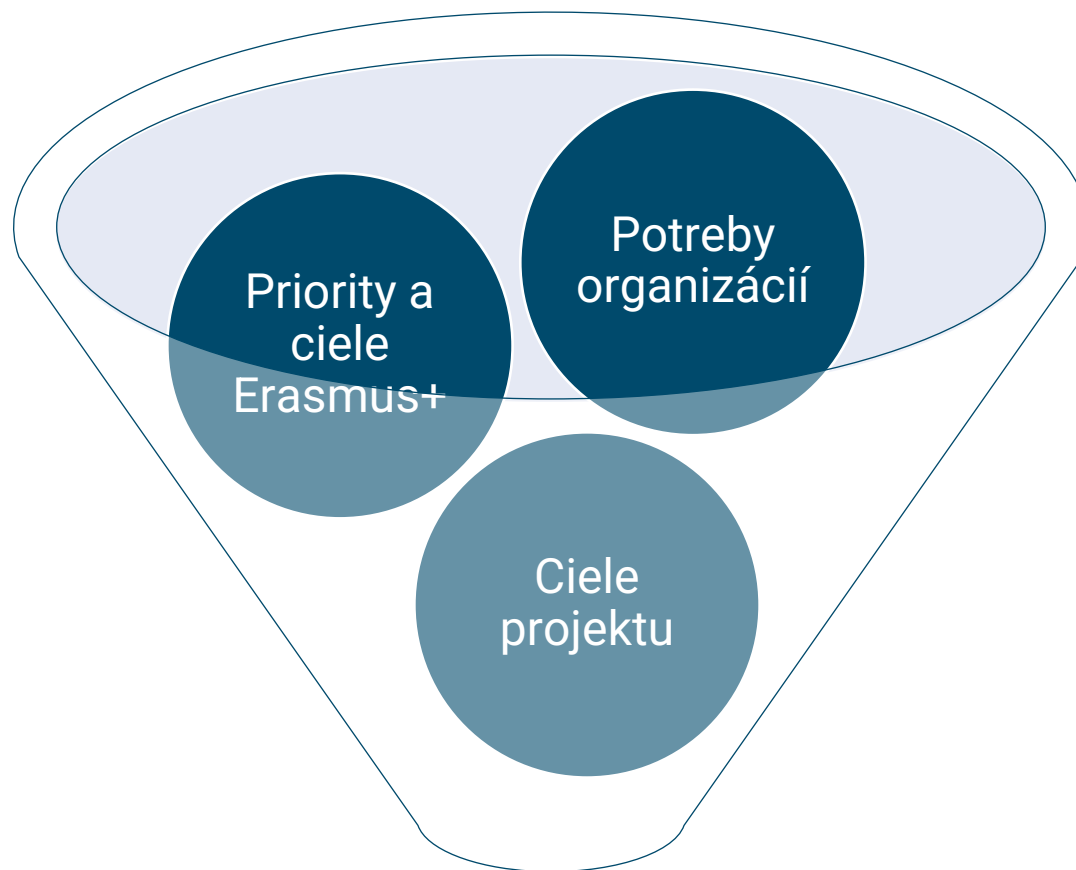 Potreby
organizácií
Priority a
ciele
Erasmus+
Ciele
projektu